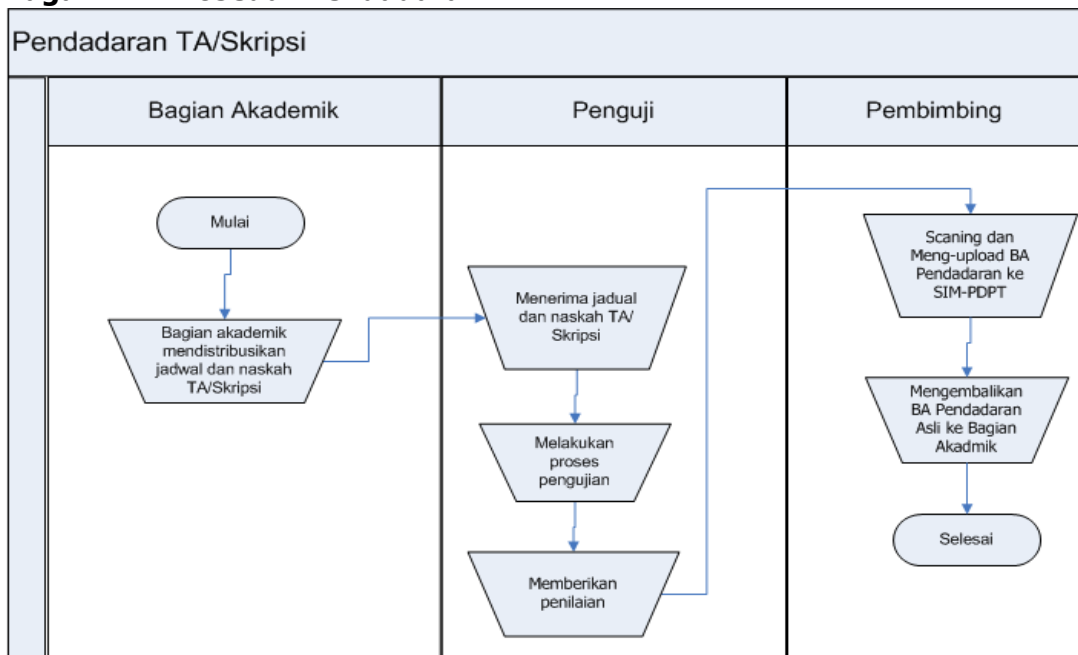 Pendadaran TA/Skripsi
Bagian Akademik
Penguji
Pembimbing
Mulai
Bagian akademik
mendistribusikan
jadwal dan naskah
TA/Skripsi
Menerima jadual
dan naskah TA/
Skripsi
Melakukan
proses
pengujian
Memberikan
penilaian
Scaning dan
Meng-upload BA
Pendadaran ke
SIM-PDPT
Mengembalikan
BA Pendadaran
Asli ke Bagian
Akadmik
Selesai